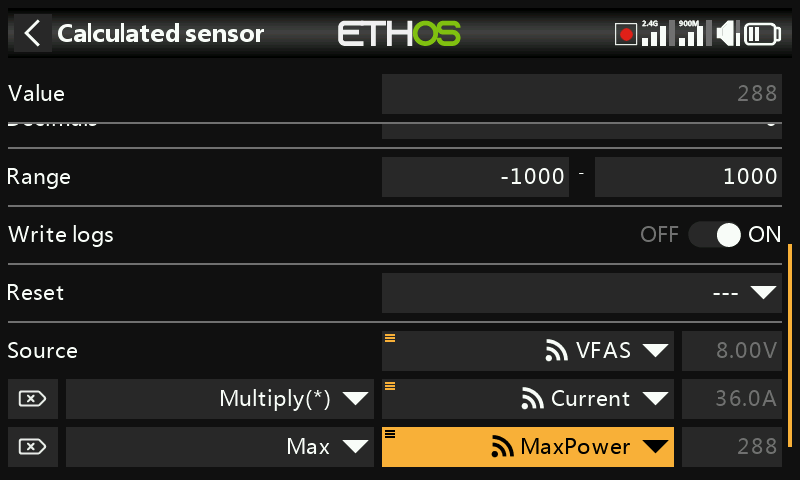 Calculated sensor ETHOS 2.4G 900M
Value 288
Decimals
Range -1000 - 1000
Write logs OFF ON
Reset ---
Source VFAS 8.00V
Multiply(*) Current 36.0A
Max MaxPower 288